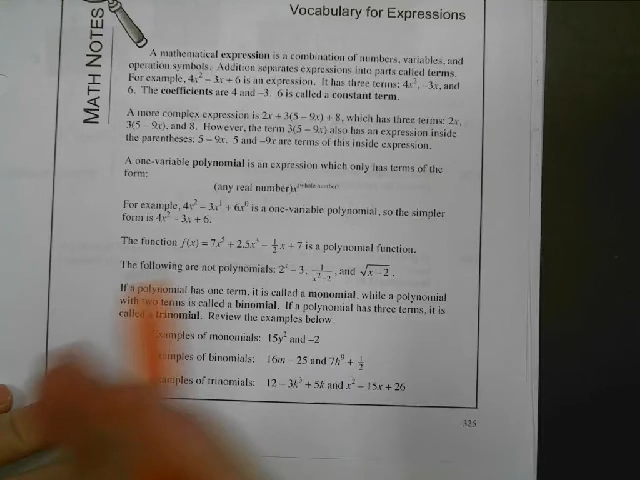 Vocabulary for Expressions
MATH NOTES
A mathematical expression is a combination of numbers, variables, and
operation symbols. Addition separates expressions into parts called terms.
For example, 4x² − 3x + 6 is an expression. It has three terms: 4x², −3x, and
6. The coefficients are 4 and −3. 6 is called a constant term.
A more complex expression is 2x + 3(5 − 9x) + 8, which has three terms: 2x,
3(5 − 9x), and 8. However, the term 3(5 − 9x) also has an expression inside
the parentheses: 5 − 9x. 5 and −9x are terms of this inside expression.
A one-variable polynomial is an expression which only has terms of the
form:
(any real number)x^(whole number)
For example, 4x² − 3x¹ + 6x⁰ is a one-variable polynomial, so the simpler
form is 4x² − 3x + 6.
The function f(x) = 7x⁵ + 2.5x³ − 1/2 x + 7 is a polynomial function.
The following are not polynomials: 2ˣ − 3, 1/(x²−2), and √(x − 2).
If a polynomial has one term, it is called a monomial, while a polynomial
with two terms is called a binomial. If a polynomial has three terms, it is
called a trinomial. Review the examples below.
Examples of monomials: 15y² and −2
amples of binomials: 16m − 25 and 7h⁹ + 1/2
amples of trinomials: 12 − 3k³ + 5k and x² − 15x + 26
325